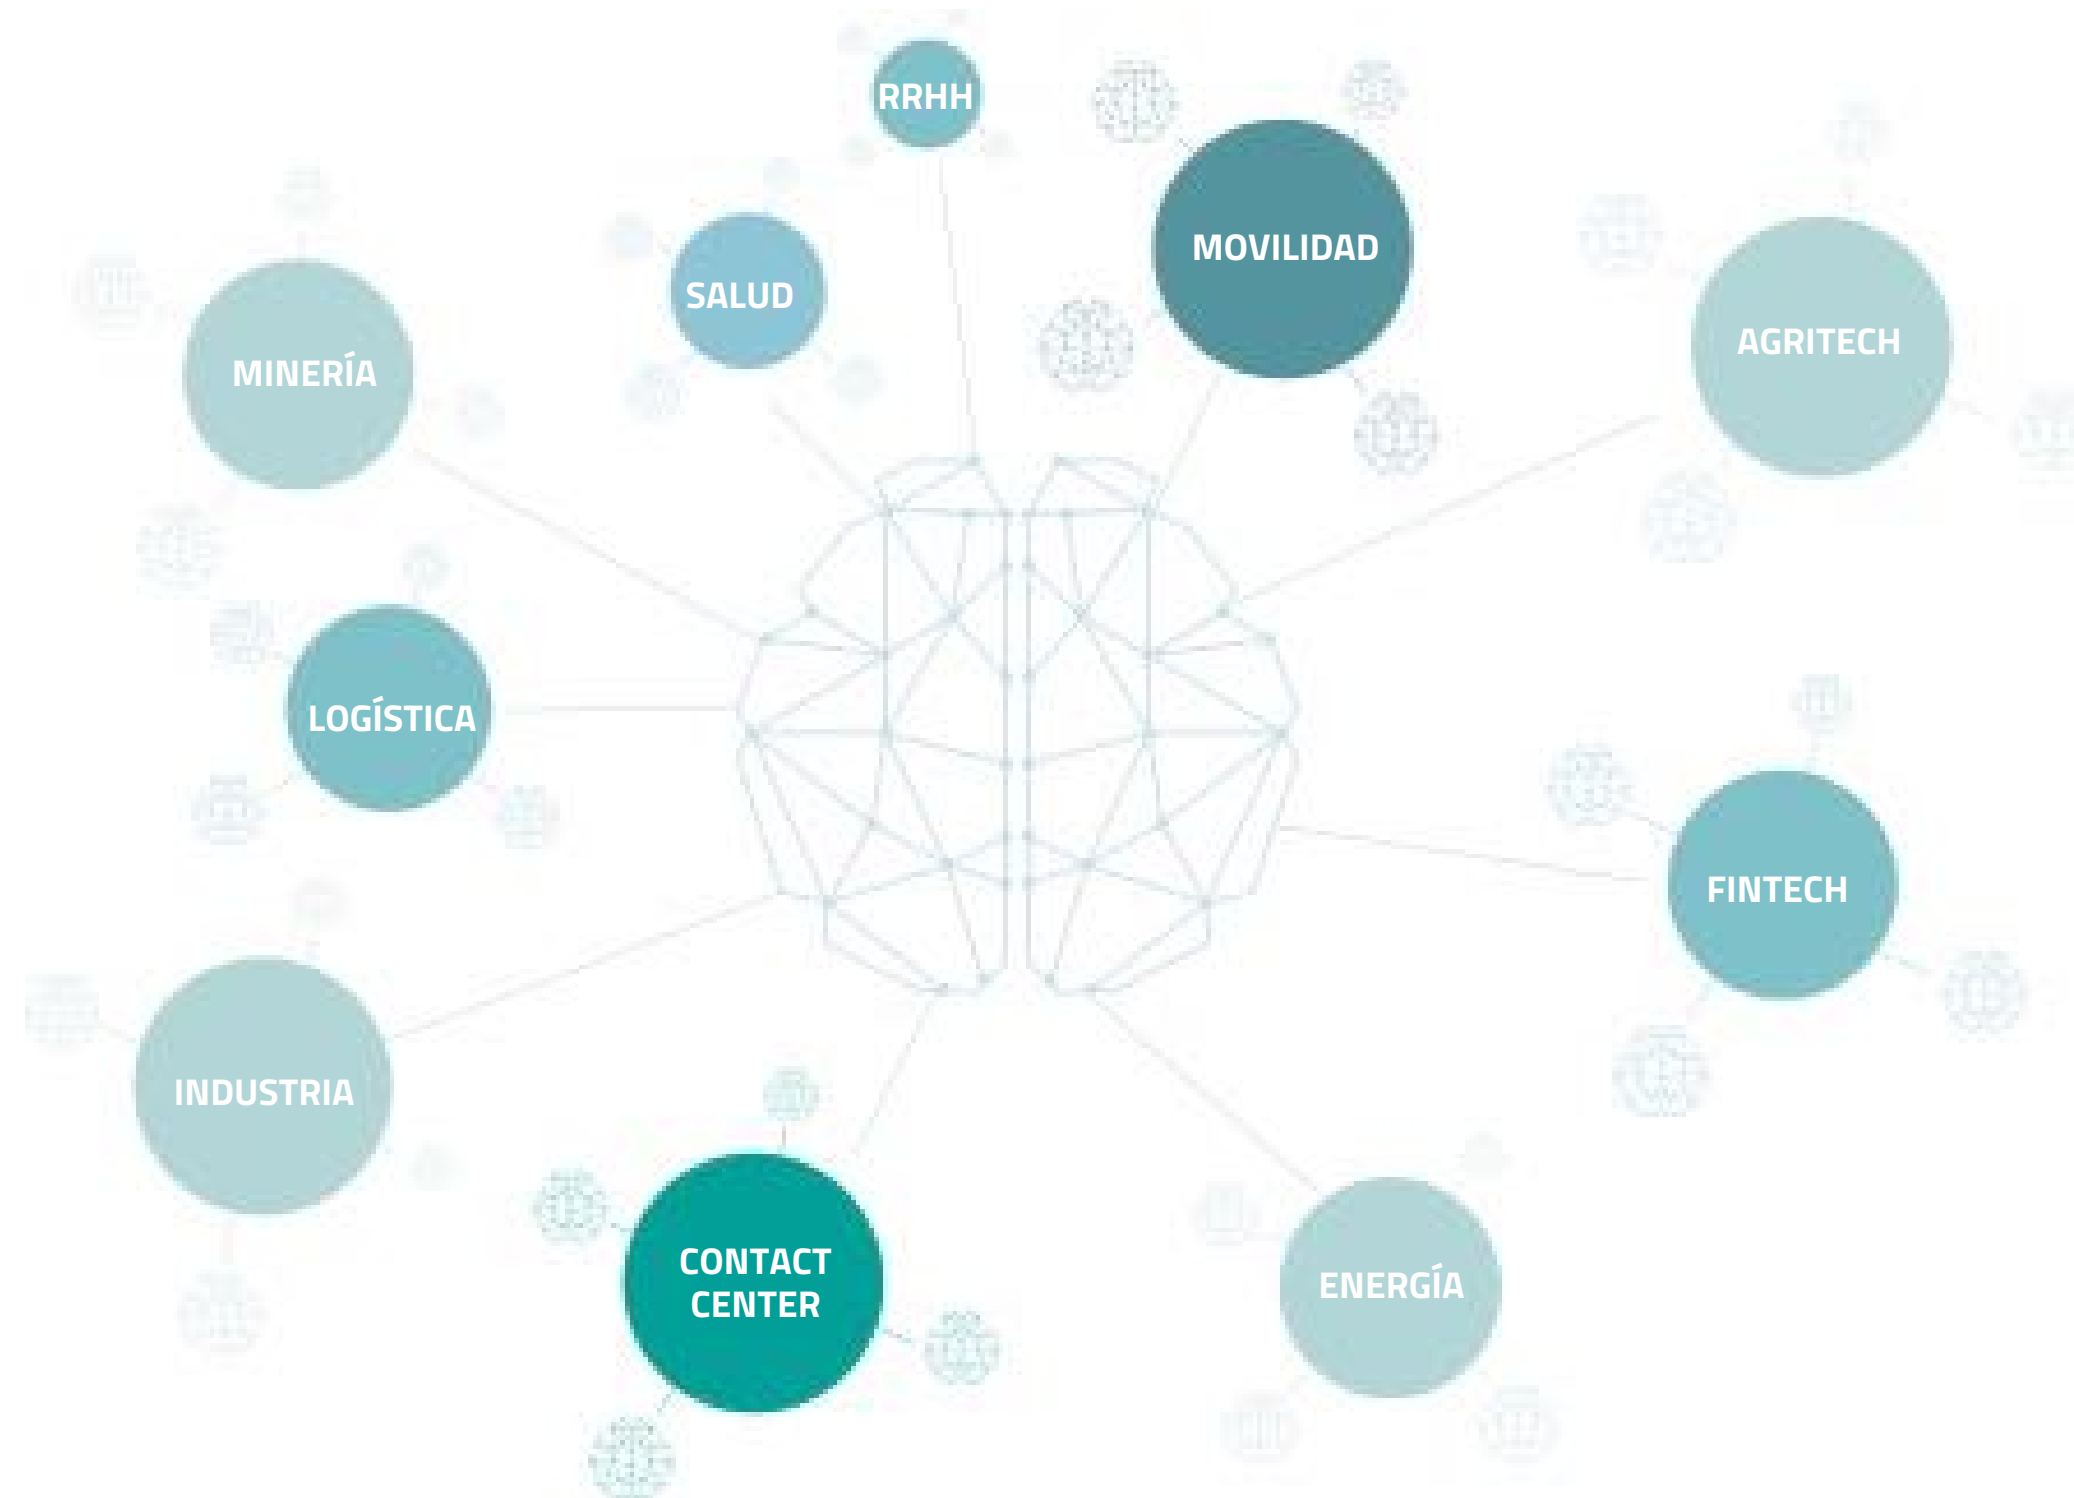 RRHH
MOVILIDAD
SALUD
AGRITECH
MINERÍA
LOGÍSTICA
FINTECH
INDUSTRIA
CONTACT
CENTER
ENERGÍA